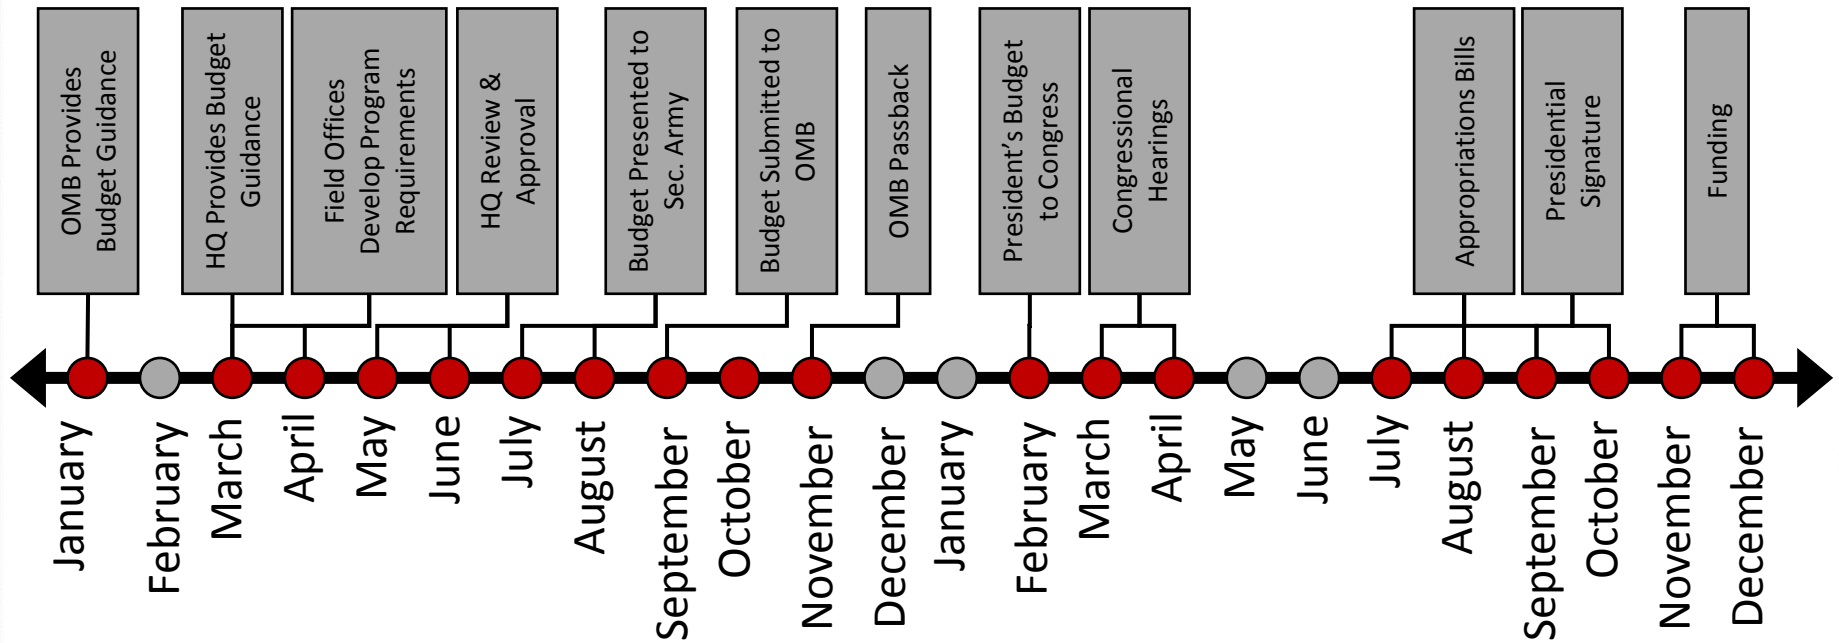 OMB Provides
Budget Guidance
HQ Provides Budget
Guidance
Field Offices
Develop Program
Requirements
HQ Review &
Approval
Budget Presented to
Sec. Army
Budget Submitted to
OMB
OMB Passback
President's Budget
to Congress
Congressional
Hearings
Appropriations Bills
Presidential
Signature
Funding
January
February
March
April
May
June
July
August
September
October
November
December
January
February
March
April
May
June
July
August
September
October
November
December